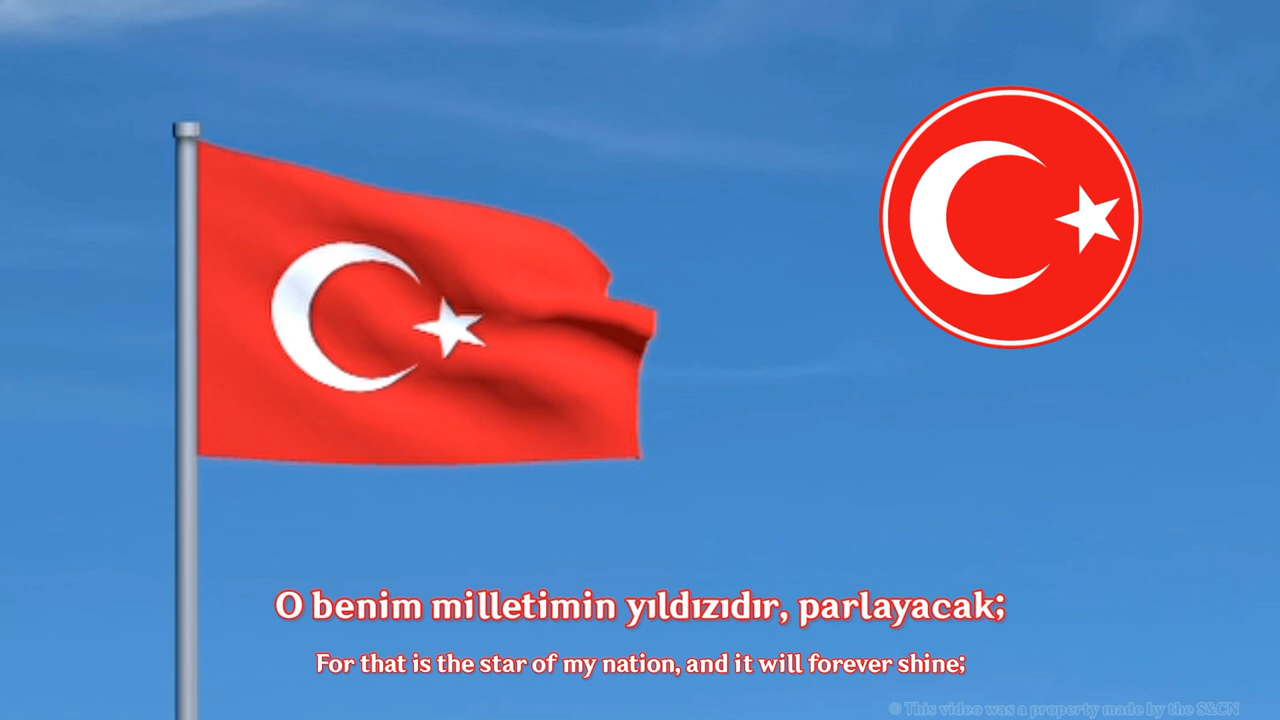 O benim milletimin yıldızıdır, parlayacak;
For that is the star of my nation, and it will forever shine;
© This video was a property made by the S&CN